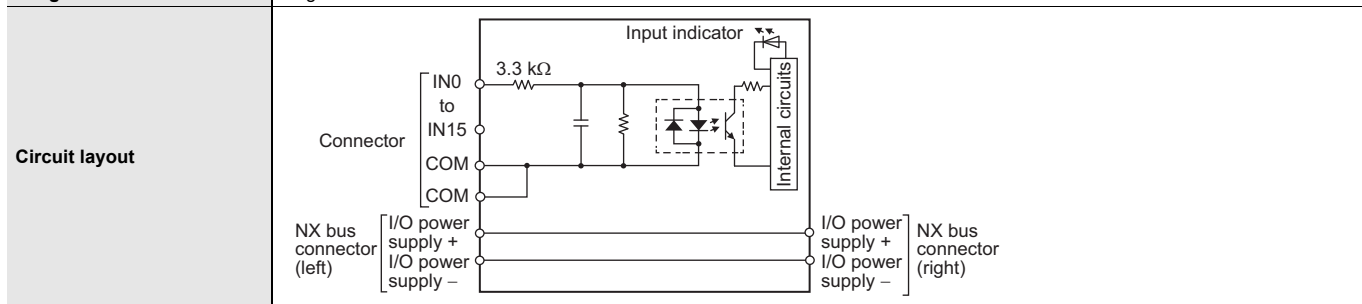 Circuit layout
Input indicator
3.3 kΩ
IN0
to
IN15
COM
COM
Connector
Internal circuits
NX bus
connector
(left)
I/O power
supply +
I/O power
supply −
I/O power
supply +
I/O power
supply −
NX bus
connector
(right)